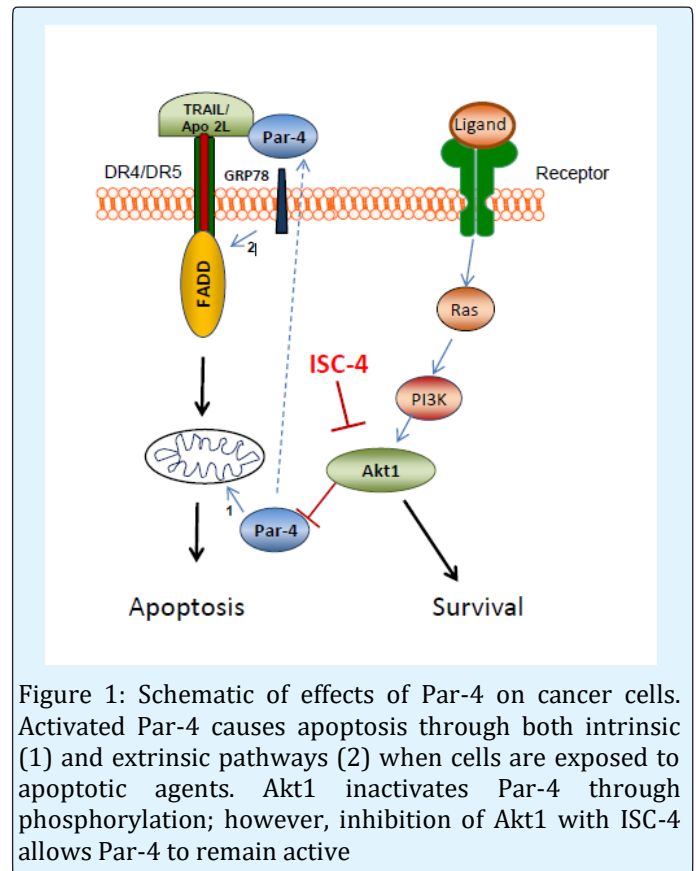 TRAIL/
Apo 2L
Par-4
Ligand
DR4/DR5
GRP78
Receptor
2
FADD
Ras
ISC-4
PI3K
Akt1
1
Par-4
Apoptosis
Survival
Figure 1: Schematic of effects of Par-4 on cancer cells.
Activated Par-4 causes apoptosis through both intrinsic
(1) and extrinsic pathways (2) when cells are exposed to
apoptotic agents. Akt1 inactivates Par-4 through
phosphorylation; however, inhibition of Akt1 with ISC-4
allows Par-4 to remain active